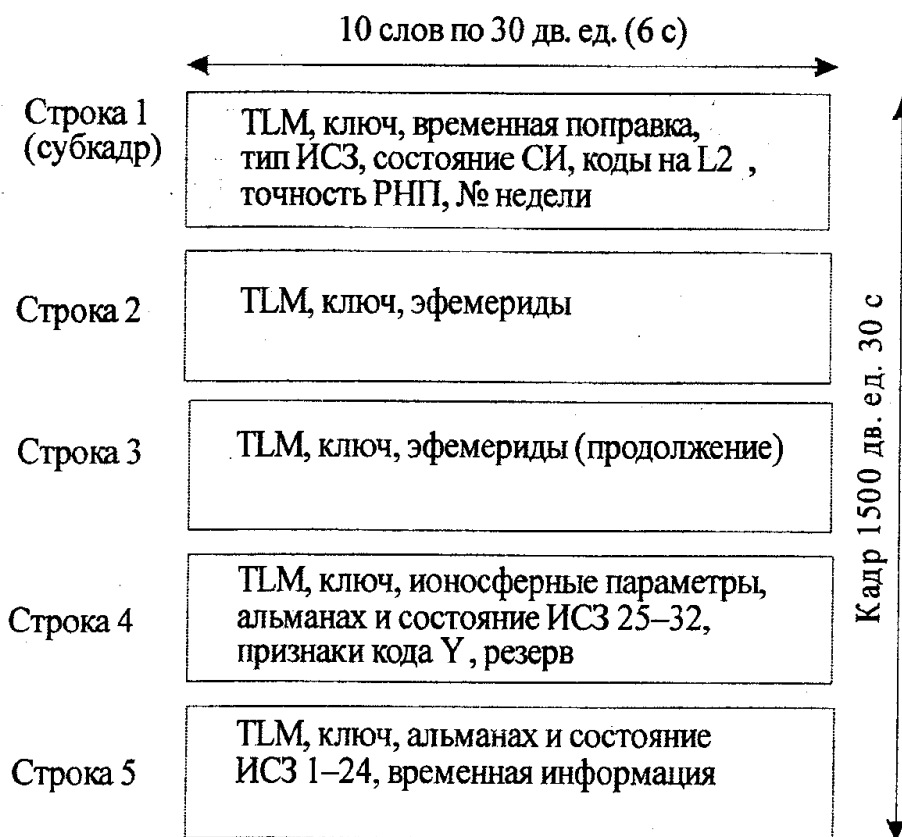 10 слов по 30 дв. ед. (6 с)
Строка 1
(субкадр)
TLM, ключ, временная поправка,
тип ИСЗ, состояние СИ, коды на L2 ,
точность РНП, № недели
Строка 2
TLM, ключ, эфемериды
Строка 3
TLM, ключ, эфемериды (продолжение)
Строка 4
TLM, ключ, ионосферные параметры,
альманах и состояние ИСЗ 25–32,
признаки кода Y , резерв
Строка 5
TLM, ключ, альманах и состояние
ИСЗ 1–24, временная информация
Кадр 1500 дв. ед. 30 с